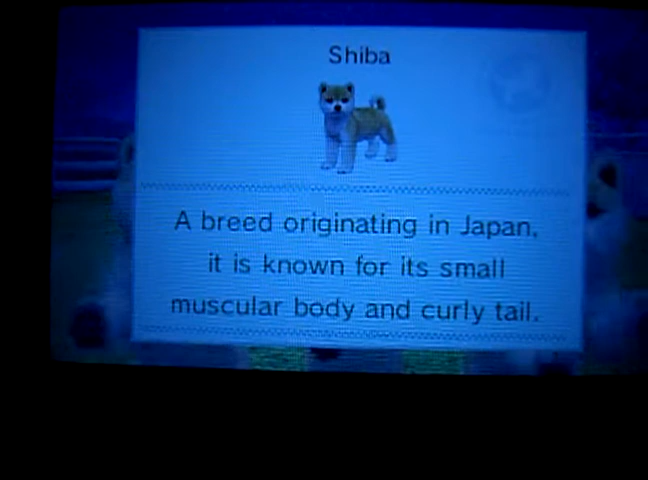 Shiba
A breed originating in Japan,
it is known for its small
muscular body and curly tail.